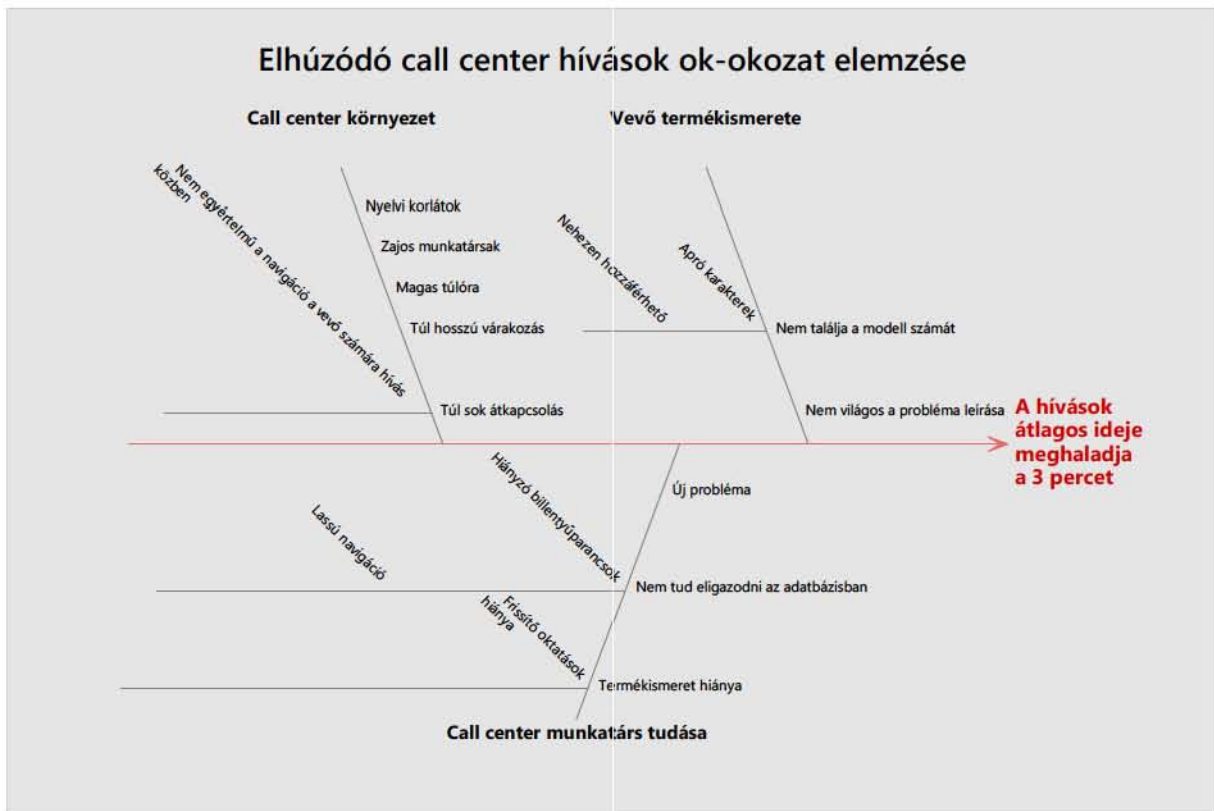 Elhúzódó call center hívások ok-okozat elemzése
Call center környezet
Vevő termékismerete
Nem egyértelmű a navigáció a vevő számára hívás
közben
Nyelvi korlátok
Zajos munkatársak
Magas túlóra
Túl hosszú várakozás
Túl sok átkapcsolás
Nehezen hozzáférhető
Apró karakterek
Nem találja a modell számát
Nem világos a probléma leírása
A hívások
átlagos ideje
meghaladja
a 3 percet
Hiányzó billentyűparancsok
Lassú navigáció
Új probléma
Nem tud eligazodni az adatbázisban
Frissítő oktatások
hiánya
Termékismeret hiánya
Call center munkatárs tudása